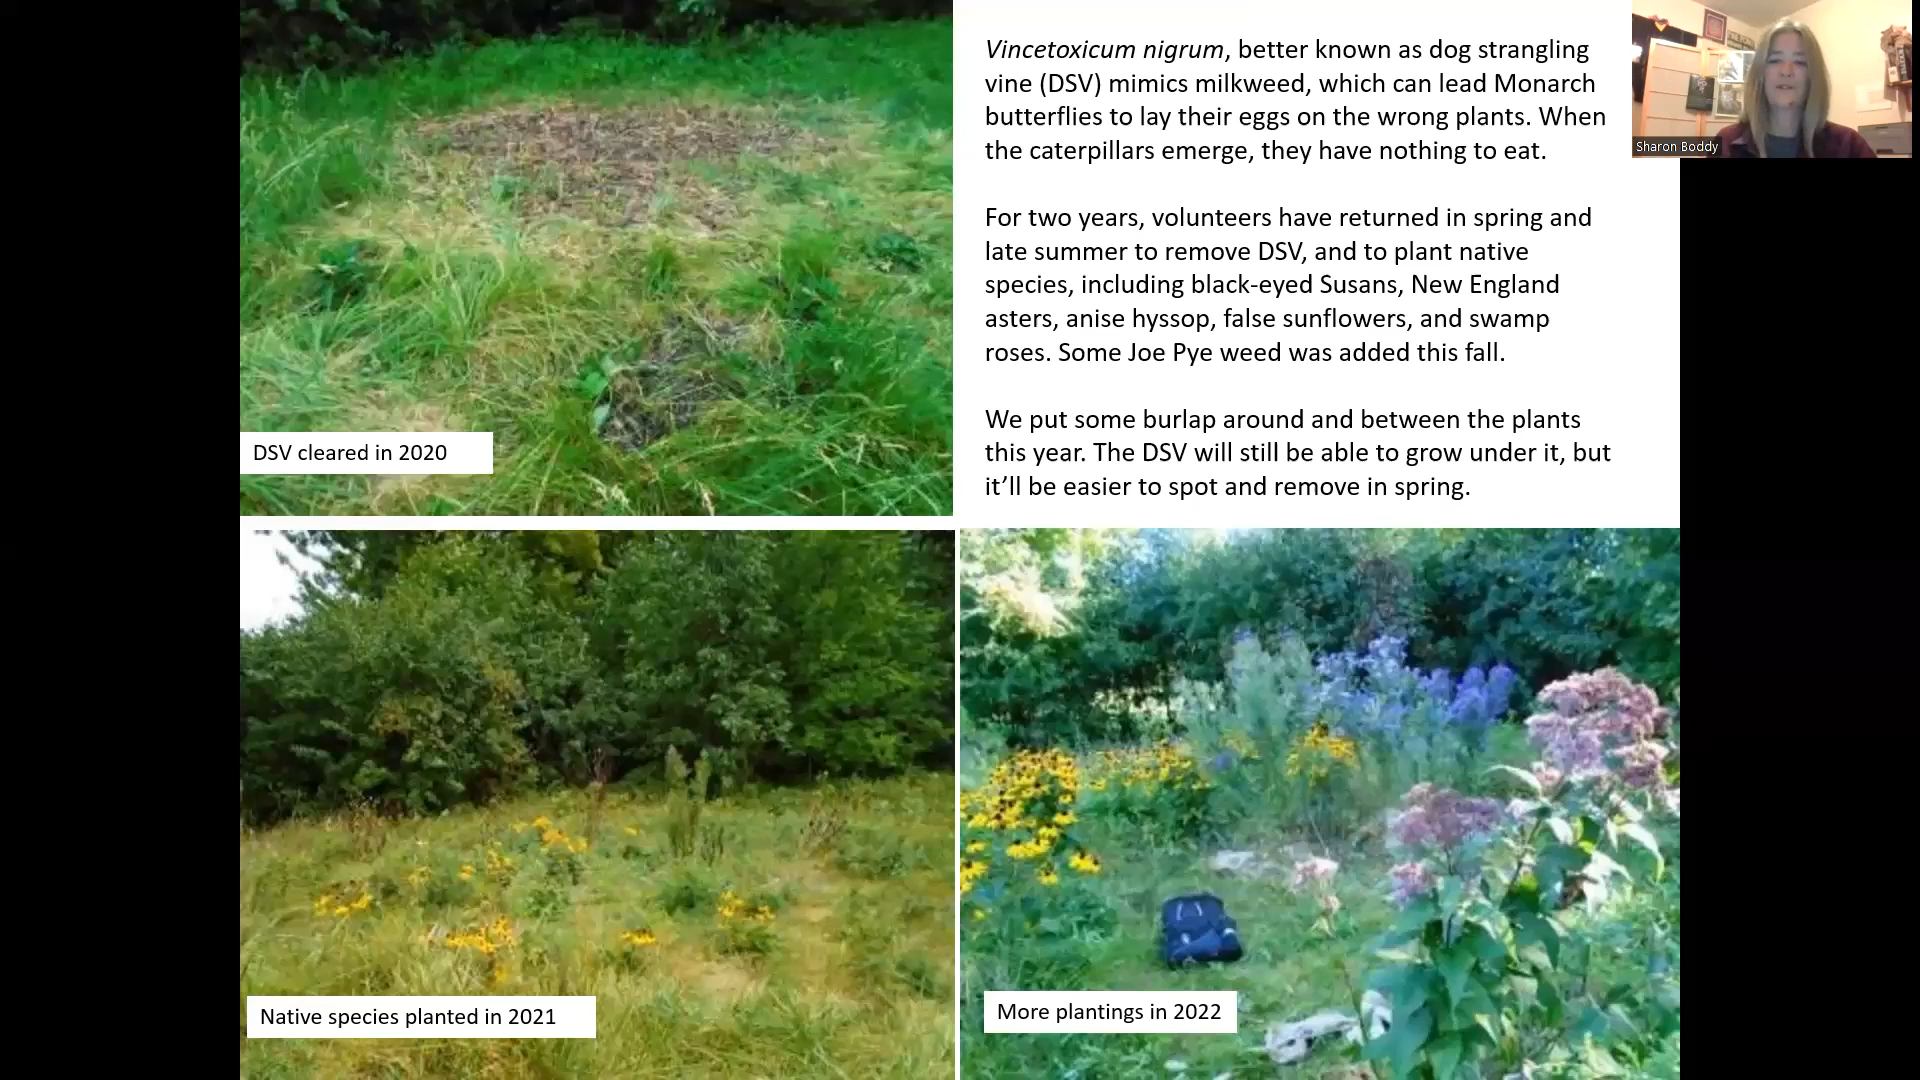 Vincetoxicum nigrum, better known as dog strangling
vine (DSV) mimics milkweed, which can lead Monarch
butterflies to lay their eggs on the wrong plants. When
the caterpillars emerge, they have nothing to eat.
For two years, volunteers have returned in spring and
late summer to remove DSV, and to plant native
species, including black-eyed Susans, New England
asters, anise hyssop, false sunflowers, and swamp
roses. Some Joe Pye weed was added this fall.
We put some burlap around and between the plants
this year. The DSV will still be able to grow under it, but
it’ll be easier to spot and remove in spring.
Sharon Boddy
DSV cleared in 2020
Native species planted in 2021
More plantings in 2022